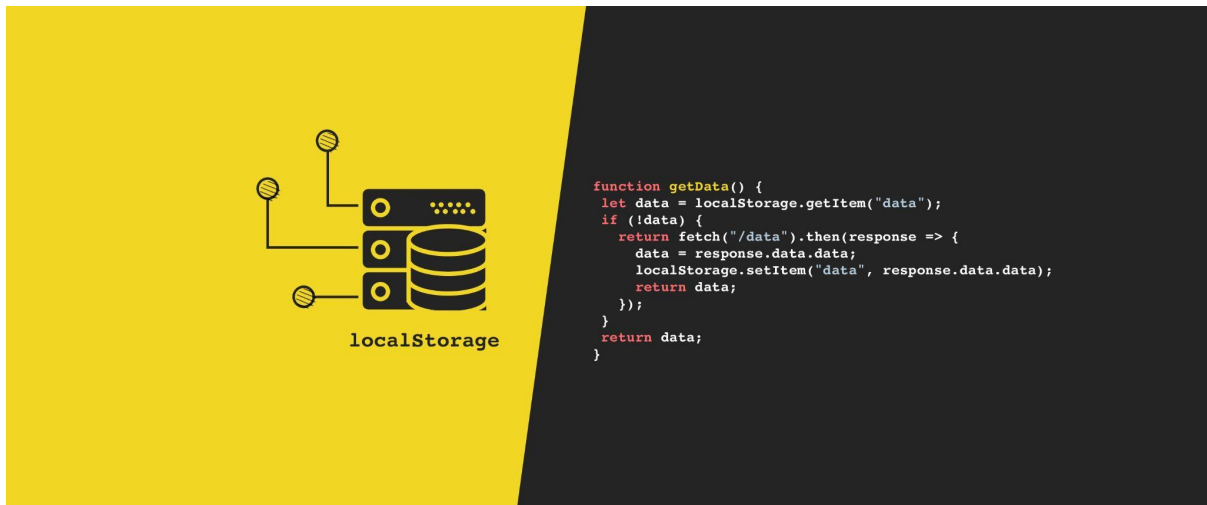 localStorage
function getData() {
let data = localStorage.getItem("data");
if (!data) {
return fetch("/data").then(response => {
data = response.data.data;
localStorage.setItem("data", response.data.data);
return data;
});
}
return data;
}